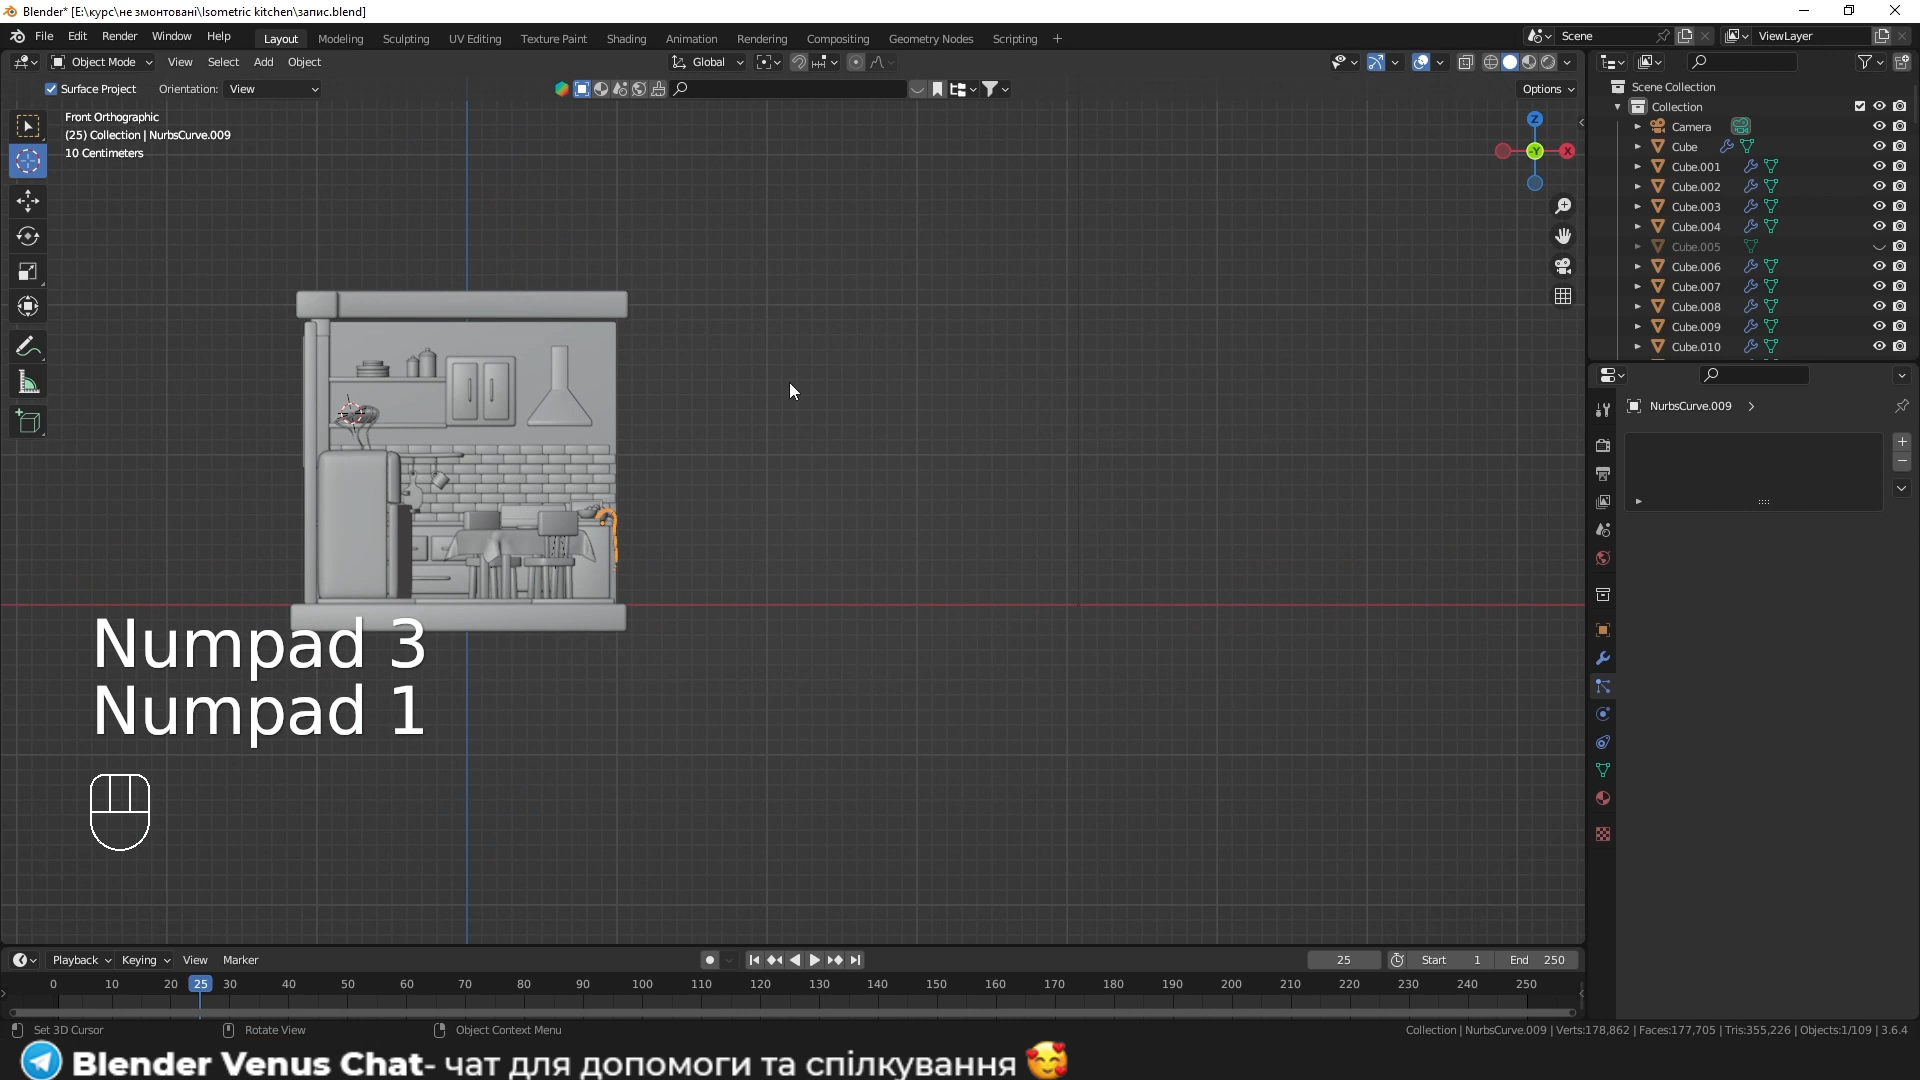 Blender* [E:\курс\не змонтовані\Isometric kitchen\запис.blend]
File Edit Render Window Help
Layout Modeling Sculpting UV Editing Texture Paint Shading Animation Rendering Compositing Geometry Nodes Scripting +
Scene
ViewLayer
Object Mode View Select Add Object
Global
Surface Project Orientation: View
Options
Front Orthographic
(25) Collection | NurbsCurve.009
10 Centimeters
Z
-Y
X
Scene Collection
Collection
Camera
Cube
Cube.001
Cube.002
Cube.003
Cube.004
Cube.005
Cube.006
Cube.007
Cube.008
Cube.009
Cube.010
NurbsCurve.009
Numpad 3
Numpad 1
Playback Keying View Marker
25 Start 1 End 250
0 10 20 25 30 40 50 60 70 80 90 100 110 120 130 140 150 160 170 180 190 200 210 220 230 240 250
Set 3D Cursor Rotate View Object Context Menu
Collection | NurbsCurve.009 | Verts:178,862 | Faces:177,705 | Tris:355,226 | Objects:1/109 | 3.6.4
Blender Venus Chat- чат для допомоги та спілкування 🥰